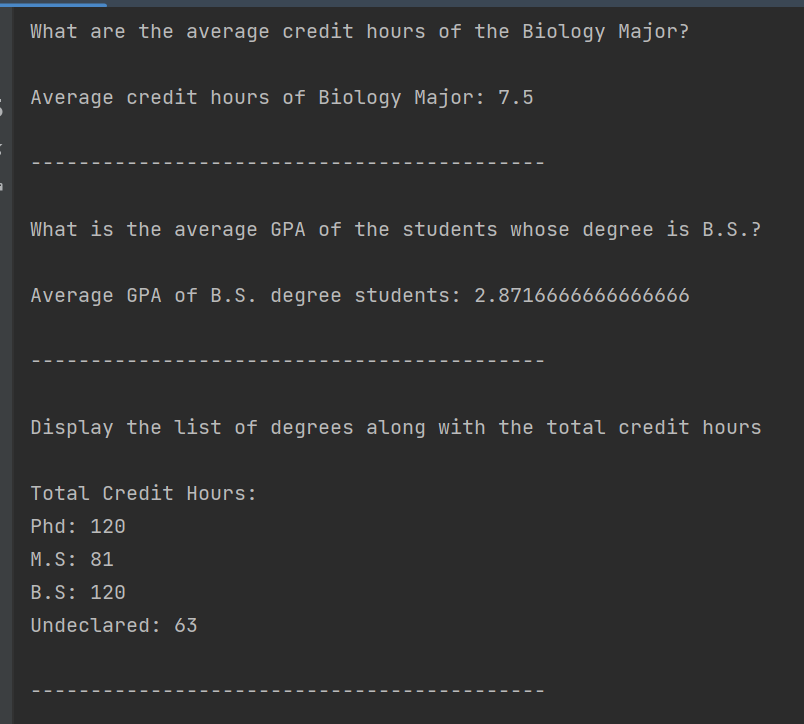 What are the average credit hours of the Biology Major?
Average credit hours of Biology Major: 7.5
-------------------------------------------
What is the average GPA of the students whose degree is B.S.?
Average GPA of B.S. degree students: 2.8716666666666666
-------------------------------------------
Display the list of degrees along with the total credit hours
Total Credit Hours:
Phd: 120
M.S: 81
B.S: 120
Undeclared: 63
-------------------------------------------